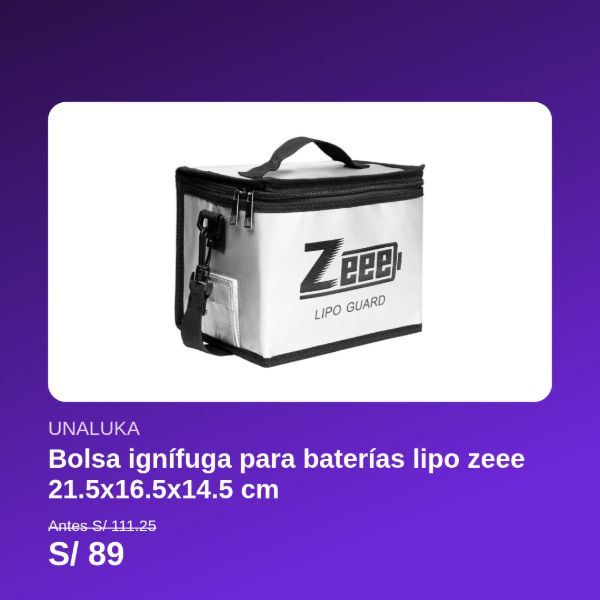 Zeee
LIPO GUARD
UNALUKA
Bolsa ignífuga para baterías lipo zeee
21.5x16.5x14.5 cm
Antes S/ 111.25
S/ 89